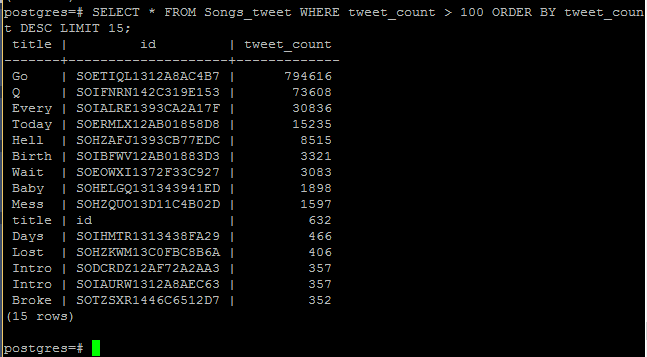 postgres=# SELECT * FROM Songs_tweet WHERE tweet_count > 100 ORDER BY tweet_coun
t DESC LIMIT 15;
 title |         id         | tweet_count
-------+--------------------+-------------
 Go    | SOETIQL1312A8AC4B7 |      794616
 Q     | SOIFNRN142C319E153 |       73608
 Every | SOIALRE1393CA2A17F |       30836
 Today | SOERMLX12AB01858D8 |       15235
 Hell  | SOHZAFJ1393CB77EDC |        8515
 Birth | SOIBFWV12AB01883D3 |        3321
 Wait  | SOEOWXI1372F33C927 |        3083
 Baby  | SOHELGQ131343941ED |        1898
 Mess  | SOHZQUO13D11C4B02D |        1597
 title | id                 |         632
 Days  | SOIHMTR1313438FA29 |         466
 Lost  | SOHZKWM13C0FBC8B6A |         406
 Intro | SODCRDZ12AF72A2AA3 |         357
 Intro | SOIAURW1312A8AEC63 |         357
 Broke | SOTZSXR1446C6512D7 |         352
(15 rows)
postgres=#